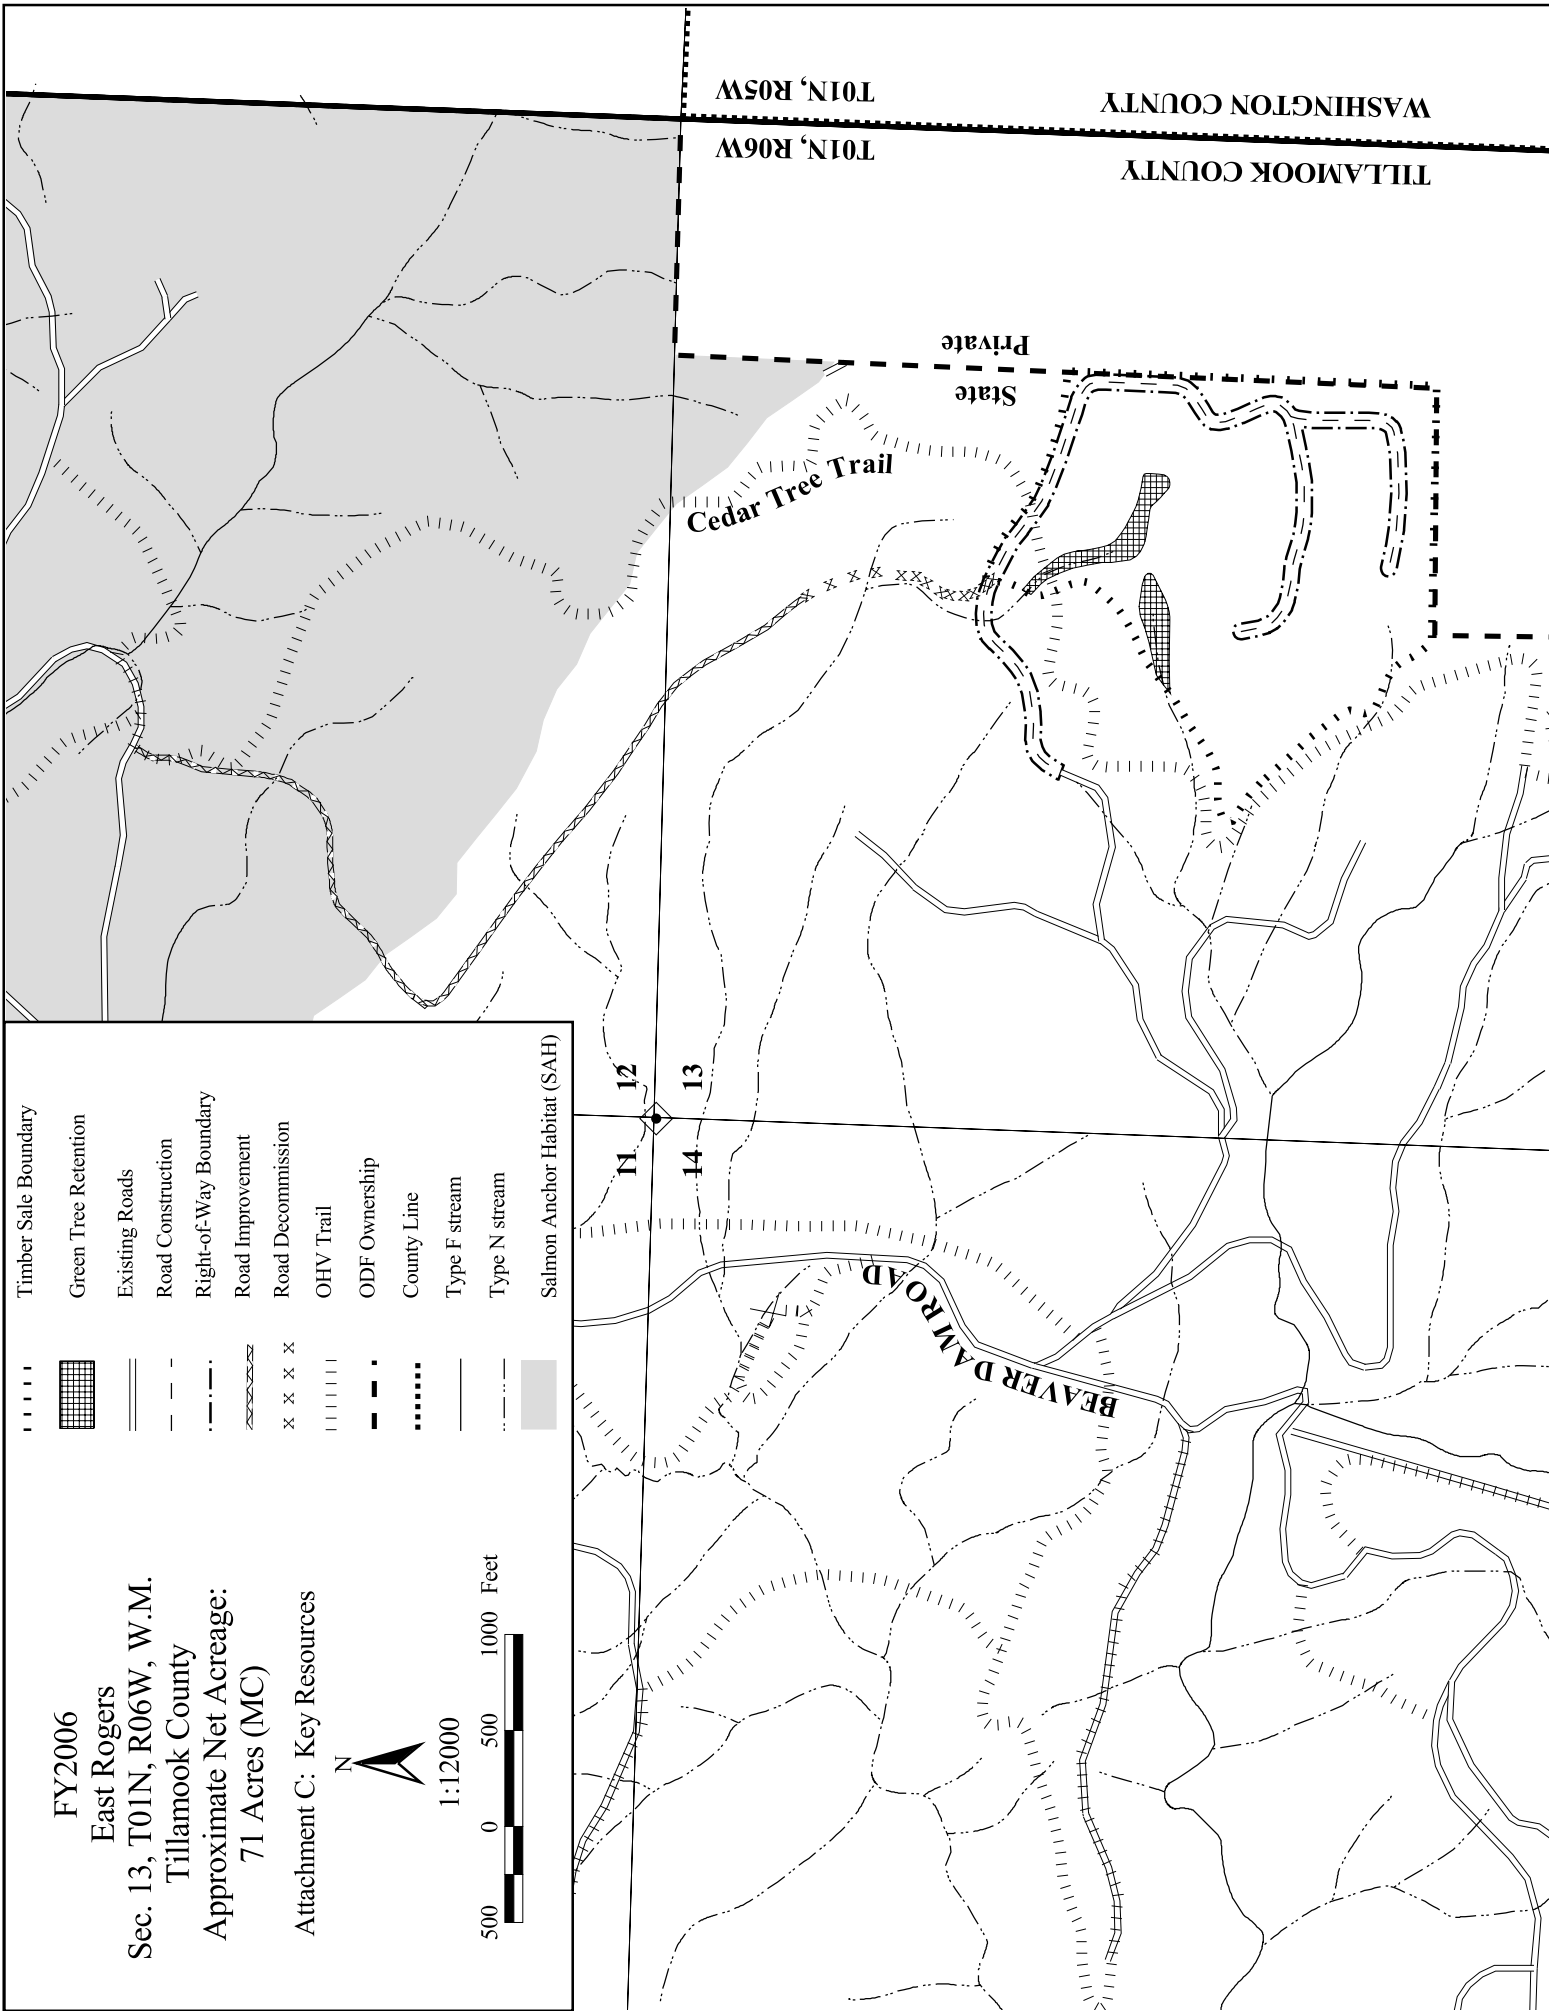 FY2006
East Rogers
Sec. 13, T01N, R06W, W.M.
Tillamook County
Approximate Net Acreage:
71 Acres (MC)
Attachment C: Key Resources
N
1:12000
500 0 500 1000 Feet
Timber Sale Boundary
Green Tree Retention
Existing Roads
Road Construction
Right-of-Way Boundary
Road Improvement
Road Decommission
OHV Trail
ODF Ownership
County Line
Type F stream
Type N stream
Salmon Anchor Habitat (SAH)
11 12
14 13
Cedar Tree Trail
BEAVER DAM ROAD
State
Private
T01N, R06W
T01N, R05W
TILLAMOOK COUNTY
WASHINGTON COUNTY